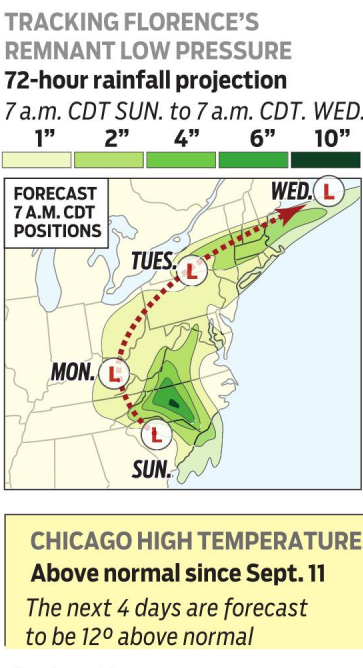 TRACKING FLORENCE'S
REMNANT LOW PRESSURE
72-hour rainfall projection
7 a.m. CDT SUN. to 7 a.m. CDT. WED.
1” 2” 4” 6” 10”
FORECAST
7 A.M. CDT
POSITIONS
WED. L
TUES. L
MON. L
L
SUN.
CHICAGO HIGH TEMPERATURE
Above normal since Sept. 11
The next 4 days are forecast
to be 12º above normal